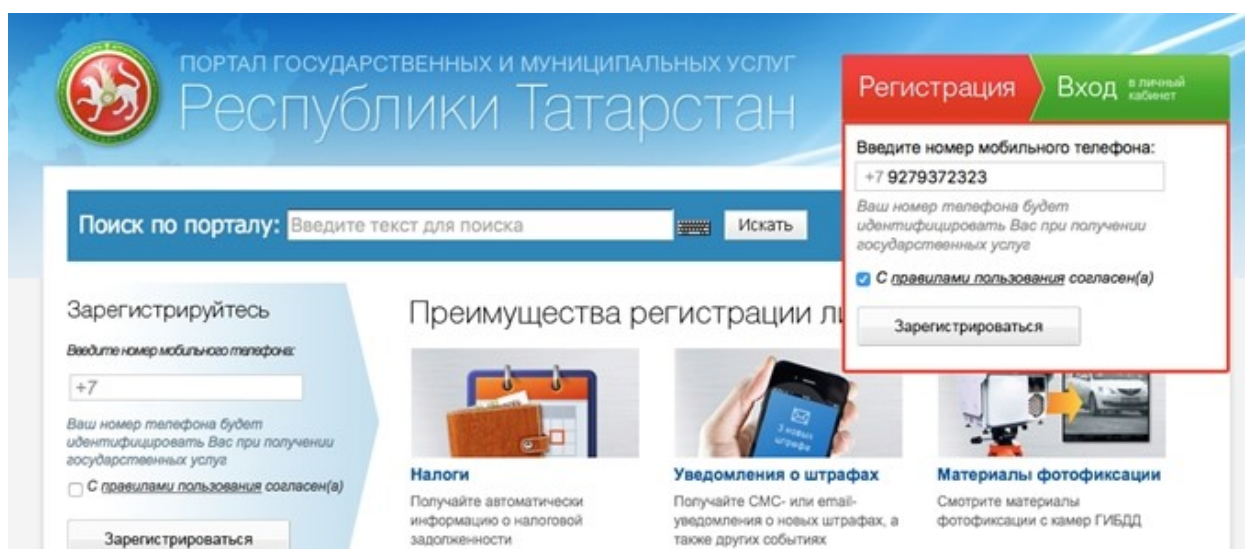 ПОРТАЛ ГОСУДАРСТВЕННЫХ И МУНИЦИПАЛЬНЫХ УСЛУГ
Республики Татарстан
Регистрация
Вход в личный
кабинет
Введите номер мобильного телефона:
+7 9279372323
Ваш номер телефона будет
идентифицировать Вас при получении
государственных услуг
С правилами пользования согласен(а)
Зарегистрироваться
Поиск по порталу: Введите текст для поиска Искать
Зарегистрируйтесь
Введите номер мобильного телефона:
+7
Ваш номер телефона будет
идентифицировать Вас при получении
государственных услуг
С правилами пользования согласен(а)
Зарегистрироваться
Преимущества регистрации ли
3 новых
штрафа
Налоги
Получайте автоматически
информацию о налоговой
задолженности
Уведомления о штрафах
Получайте СМС- или email-
уведомления о новых штрафах, а
также других событиях
Материалы фотофиксации
Смотрите материалы
фотофиксации с камер ГИБДД